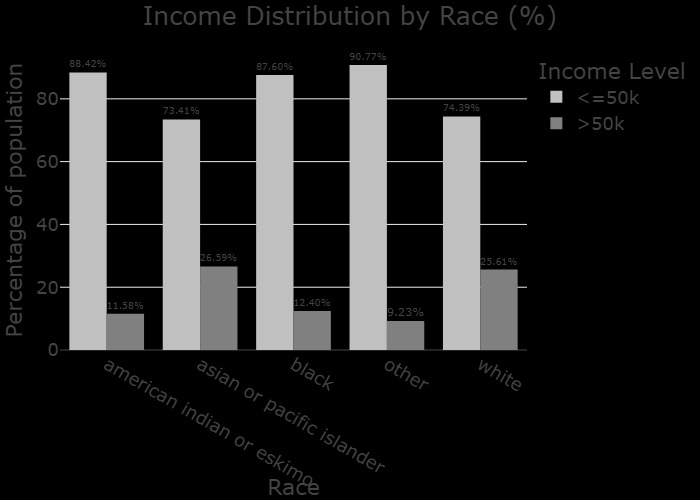 Income Distribution by Race (%)
Income Level
<=50k
>50k
Percentage of population
80
60
40
20
0
88.42%
11.58%
73.41%
26.59%
87.60%
12.40%
90.77%
9.23%
74.39%
25.61%
american indian or eskimo
asian or pacific islander
black
other
white
Race